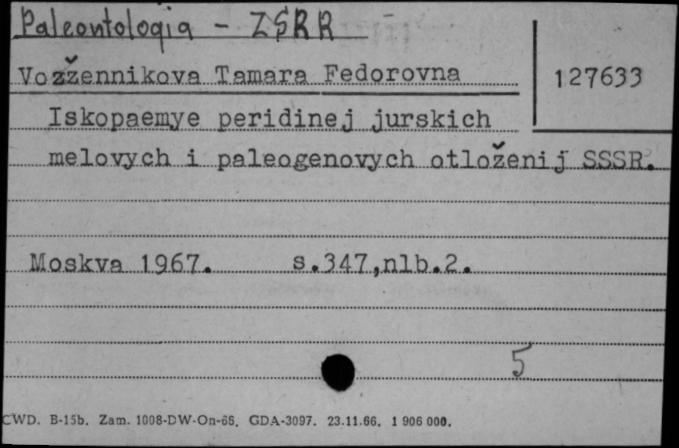 Paleontologia - ZSRR
Vozžennikova Tamara Fedorovna
127633
Iskopaemye peridinej jurskich
melovych i paleogenovych otloženij SSSR.
Moskva 1967. s.347,nlb.2.
5
CWD. B-15b. Zam. 1008-DW-On-66. GDA-3097. 23.11.66. 1 906 000.